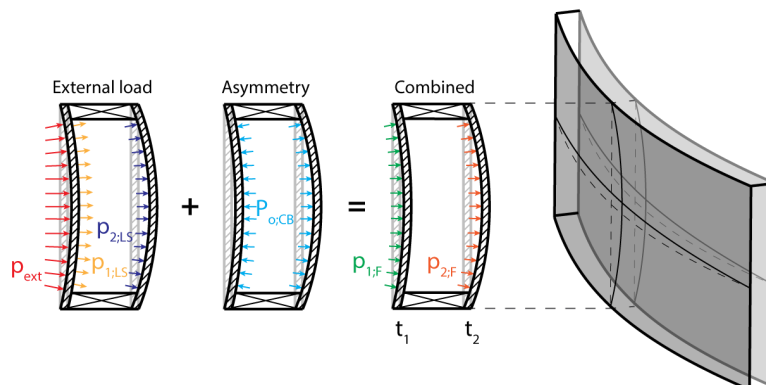 External load
Asymmetry
Combined
+
=
p2;LS
Po;CB
pext
p1;LS
p1;F
p2;F
t1
t2